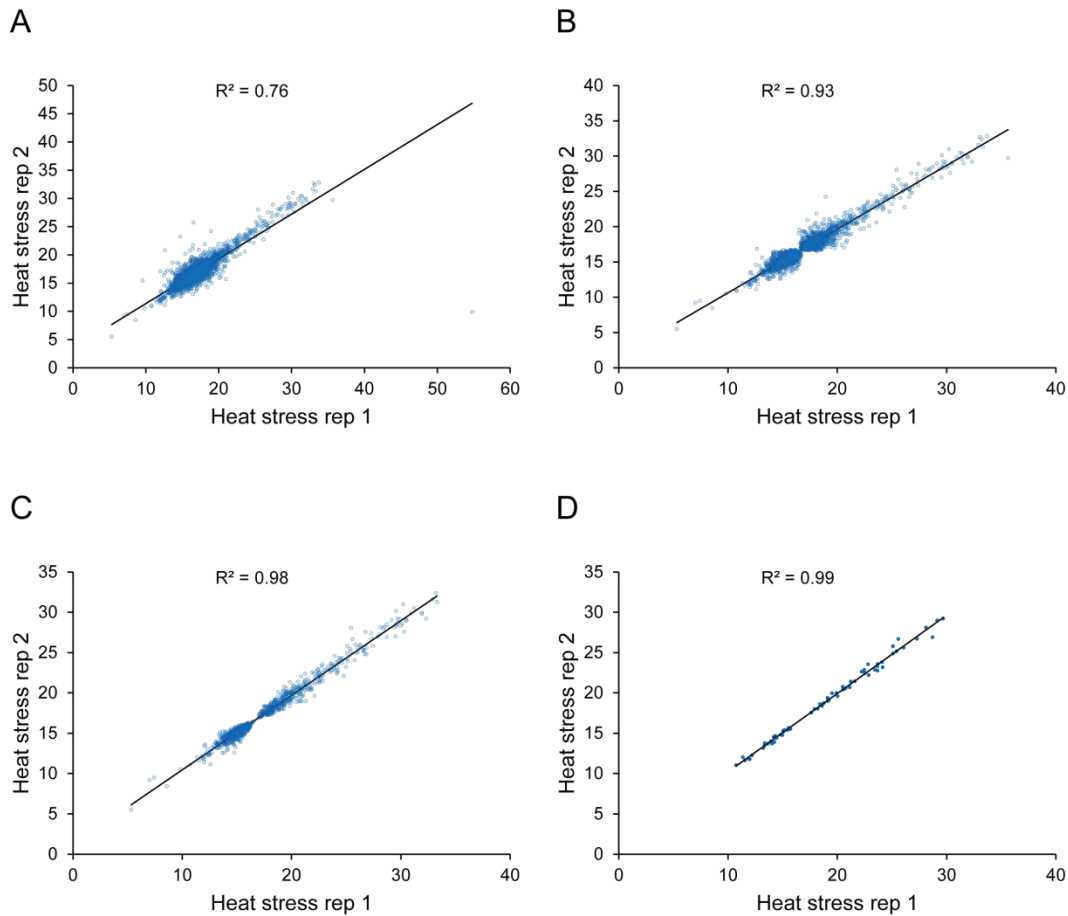 A
R² = 0.76
Heat stress rep 2
50
45
40
35
30
25
20
15
10
5
0
0 10 20 30 40 50 60
Heat stress rep 1
B
R² = 0.93
Heat stress rep 2
40
35
30
25
20
15
10
5
0
0 10 20 30 40
Heat stress rep 1
C
R² = 0.98
Heat stress rep 2
35
30
25
20
15
10
5
0
0 10 20 30 40
Heat stress rep 1
D
R² = 0.99
Heat stress rep 2
35
30
25
20
15
10
5
0
0 10 20 30 40
Heat stress rep 1